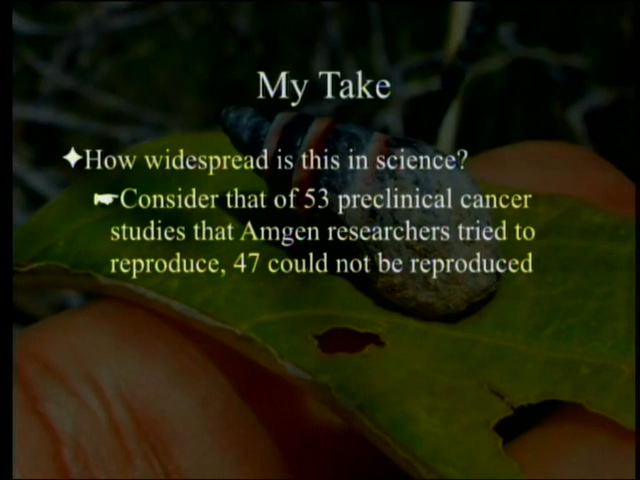 My Take
✦How widespread is this in science?
☛Consider that of 53 preclinical cancer
studies that Amgen researchers tried to
reproduce, 47 could not be reproduced